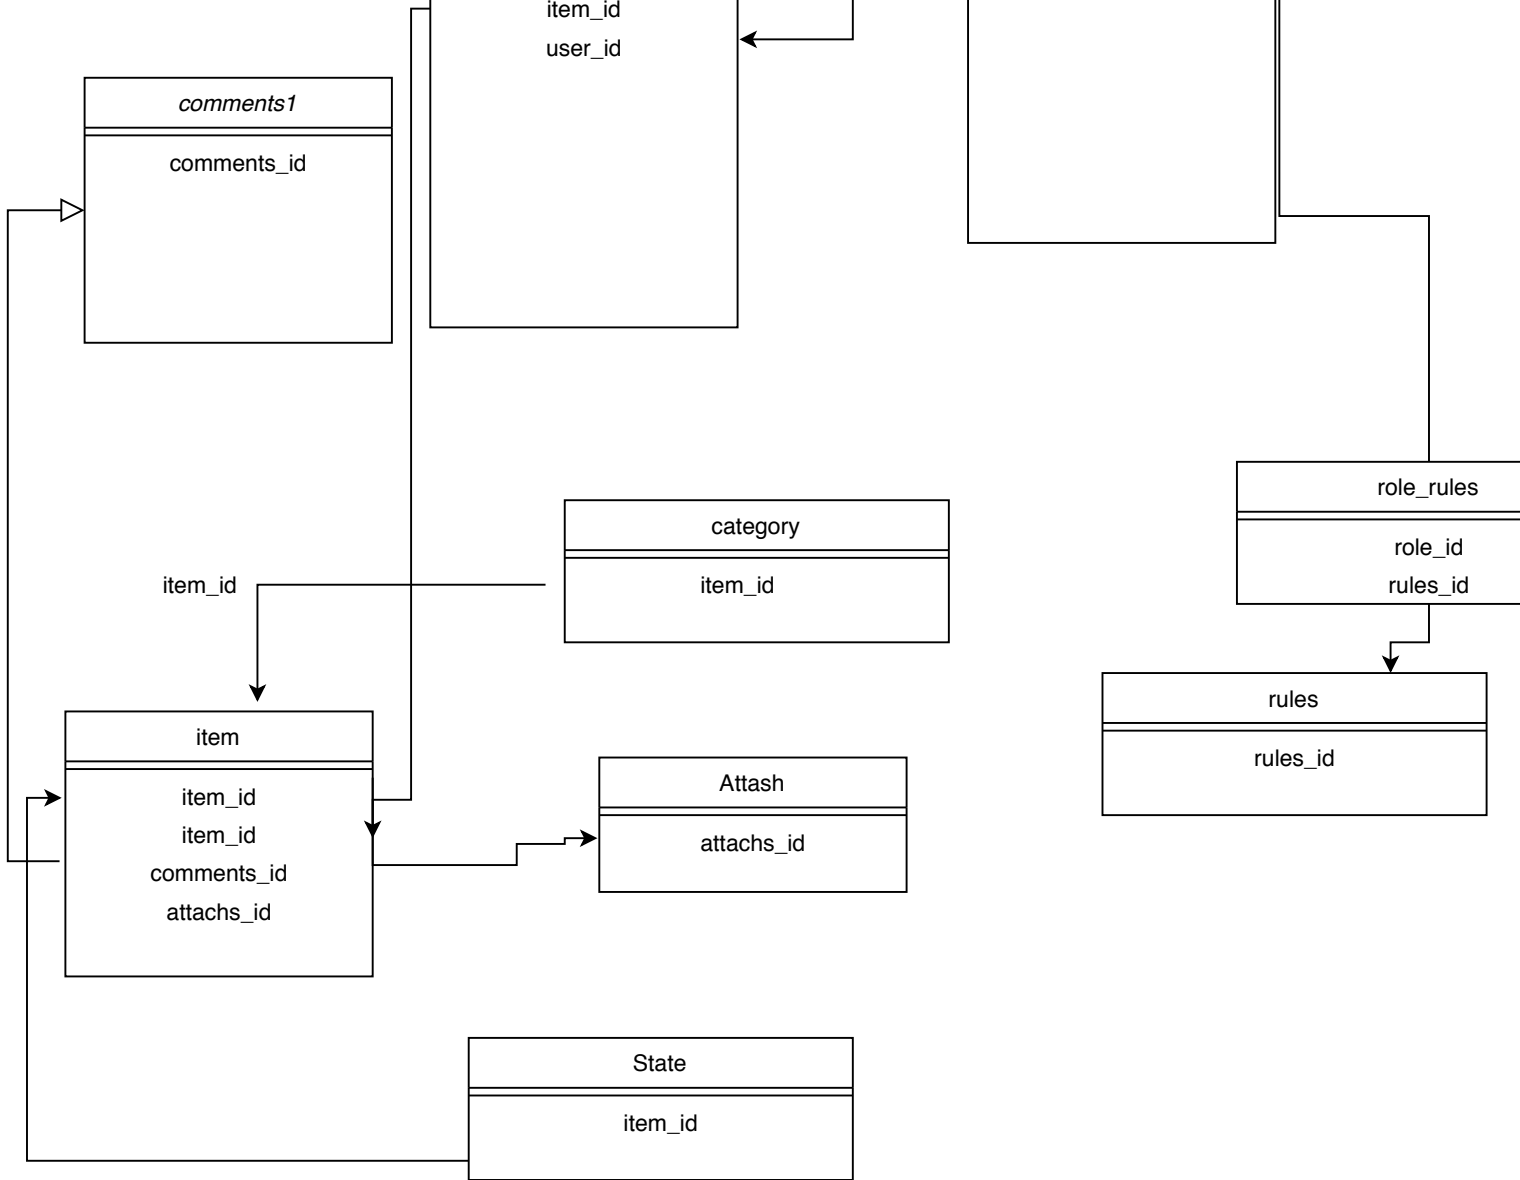 item_id
user_id
comments1
comments_id
role_rules
role_id
rules_id
category
item_id
item_id
rules
rules_id
item
item_id
item_id
comments_id
attachs_id
Attash
attachs_id
State
item_id